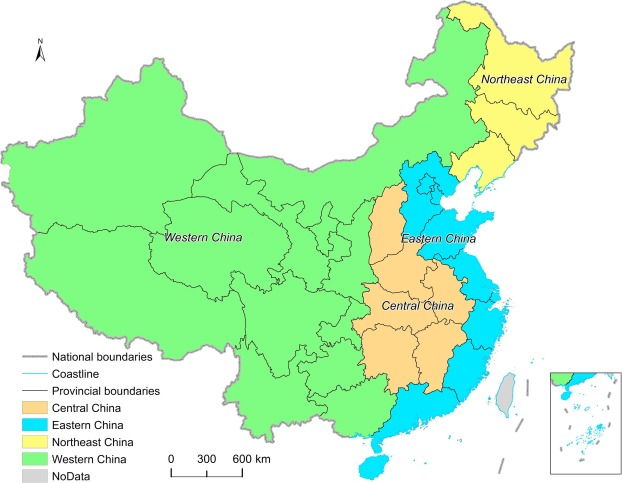 N
Northeast China
Western China
Eastern China
Central China
National boundaries
Coastline
Provincial boundaries
Central China
Eastern China
Northeast China
Western China
NoData
0 300 600 km